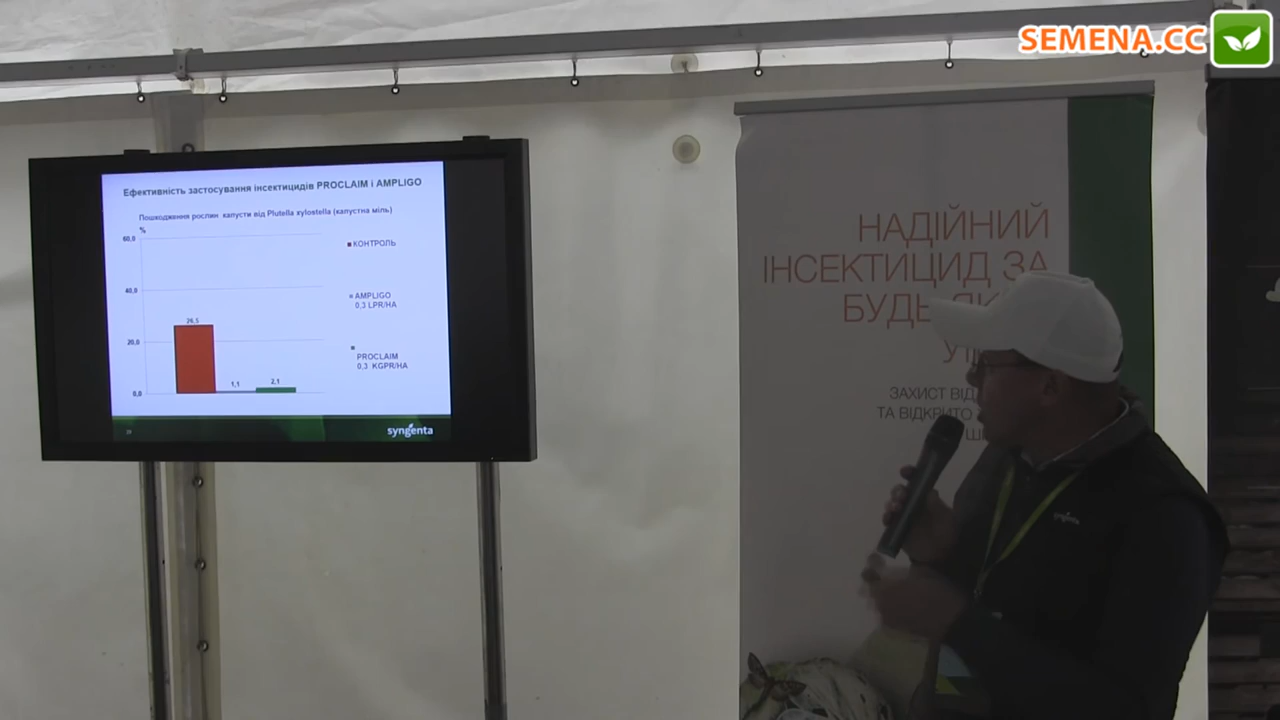 SEMENA.CC
Ефективність застосування інсектицидів PROCLAIM і AMPLIGO
Пошкодження рослин капусти від Plutella xylostella (капустна міль)
%
60,0
40,0
20,0
0,0
26,5
1,1
2,1
КОНТРОЛЬ
AMPLIGO
0,3 LPR/HA
PROCLAIM
0,3 KGPR/HA
syngenta
НАДІЙНИЙ
ІНСЕКТИЦИД ЗА
ЗАХИСТ ВІД
ТА
syngenta